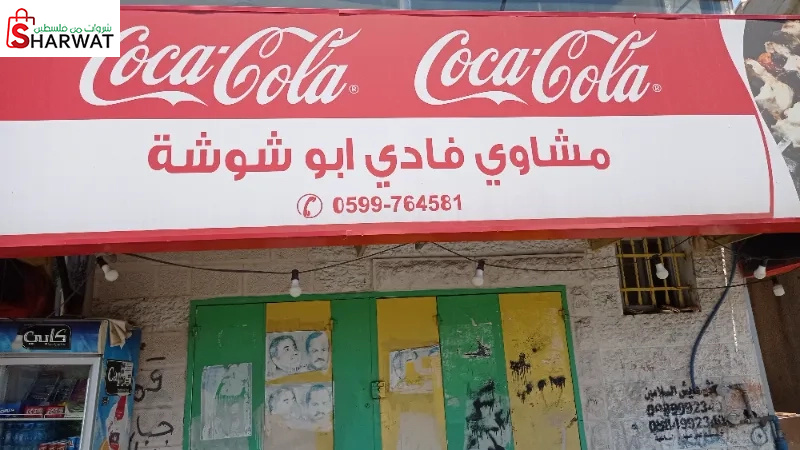 شروات من فلسطين
SHARWAT
Coca-Cola ®
Coca-Cola ®
مشاوي فادي ابو شوشة
0599-764581
كابي